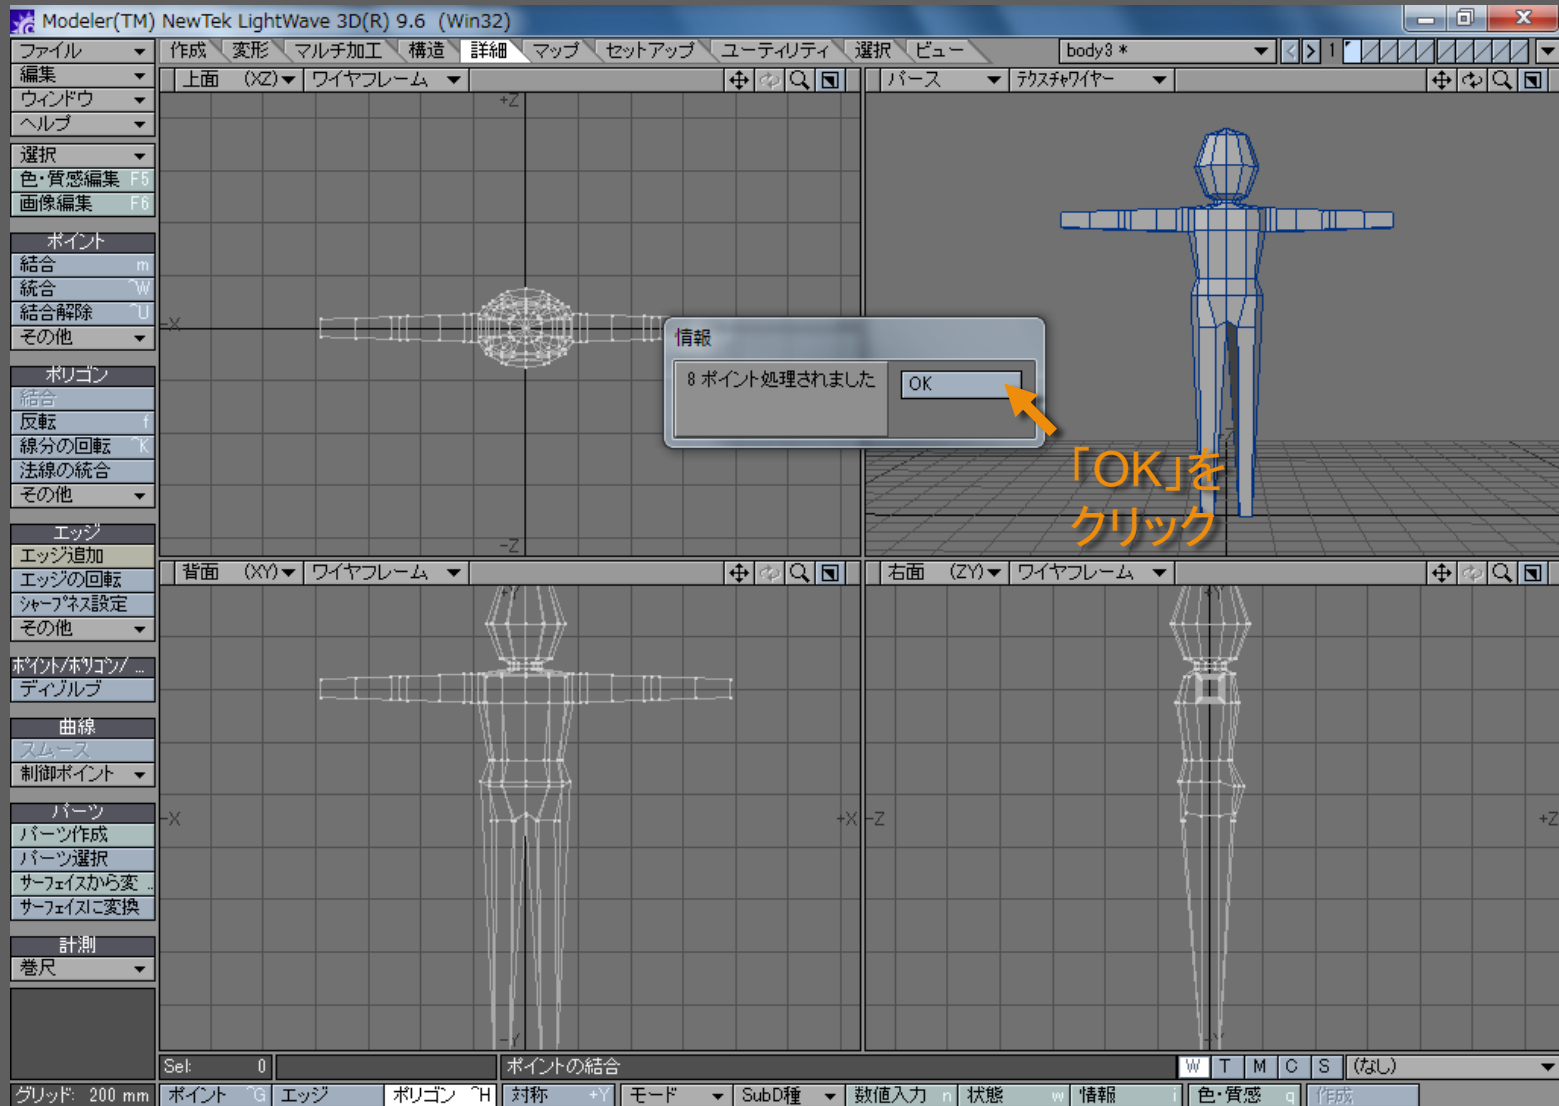 Modeler(TM) NewTek LightWave 3D(R) 9.6 (Win32)
ファイル
作成 変形 マルチ加工 構造 詳細 マップ セットアップ ユーティリティ 選択 ビュー body3 * 1
編集
上面 (XZ) ワイヤフレーム パース テクスチャワイヤー
ウィンドウ
ヘルプ
選択
色・質感編集 F5
画像編集 F6
ポイント
結合 m
統合 ^W
結合解除 ^U
その他
ポリゴン
結合
反転 f
線分の回転 ^K
法線の統合
その他
エッジ
エッジ追加
エッジの回転
シャープネス設定
その他
ポイント/ポリゴン/ ...
ディゾルブ
曲線
スムース
制御ポイント
パーツ
パーツ作成
パーツ選択
サーフェイスから変 ..
サーフェイスに変換
計測
巻尺
+Z
-X
-Z
情報
8 ポイント処理されました OK
「OK」を
クリック
背面 (XY) ワイヤフレーム 右面 (ZY) ワイヤフレーム
+Y +Y
-X +X -Z +Z
-Y -Y
Sel: 0 ポイントの結合 W T M C S (なし)
グリッド: 200 mm ポイント ^G エッジ ポリゴン ^H 対称 +Y モード SubD種 数値入力 n 状態 w 情報 i 色・質感 q 作成